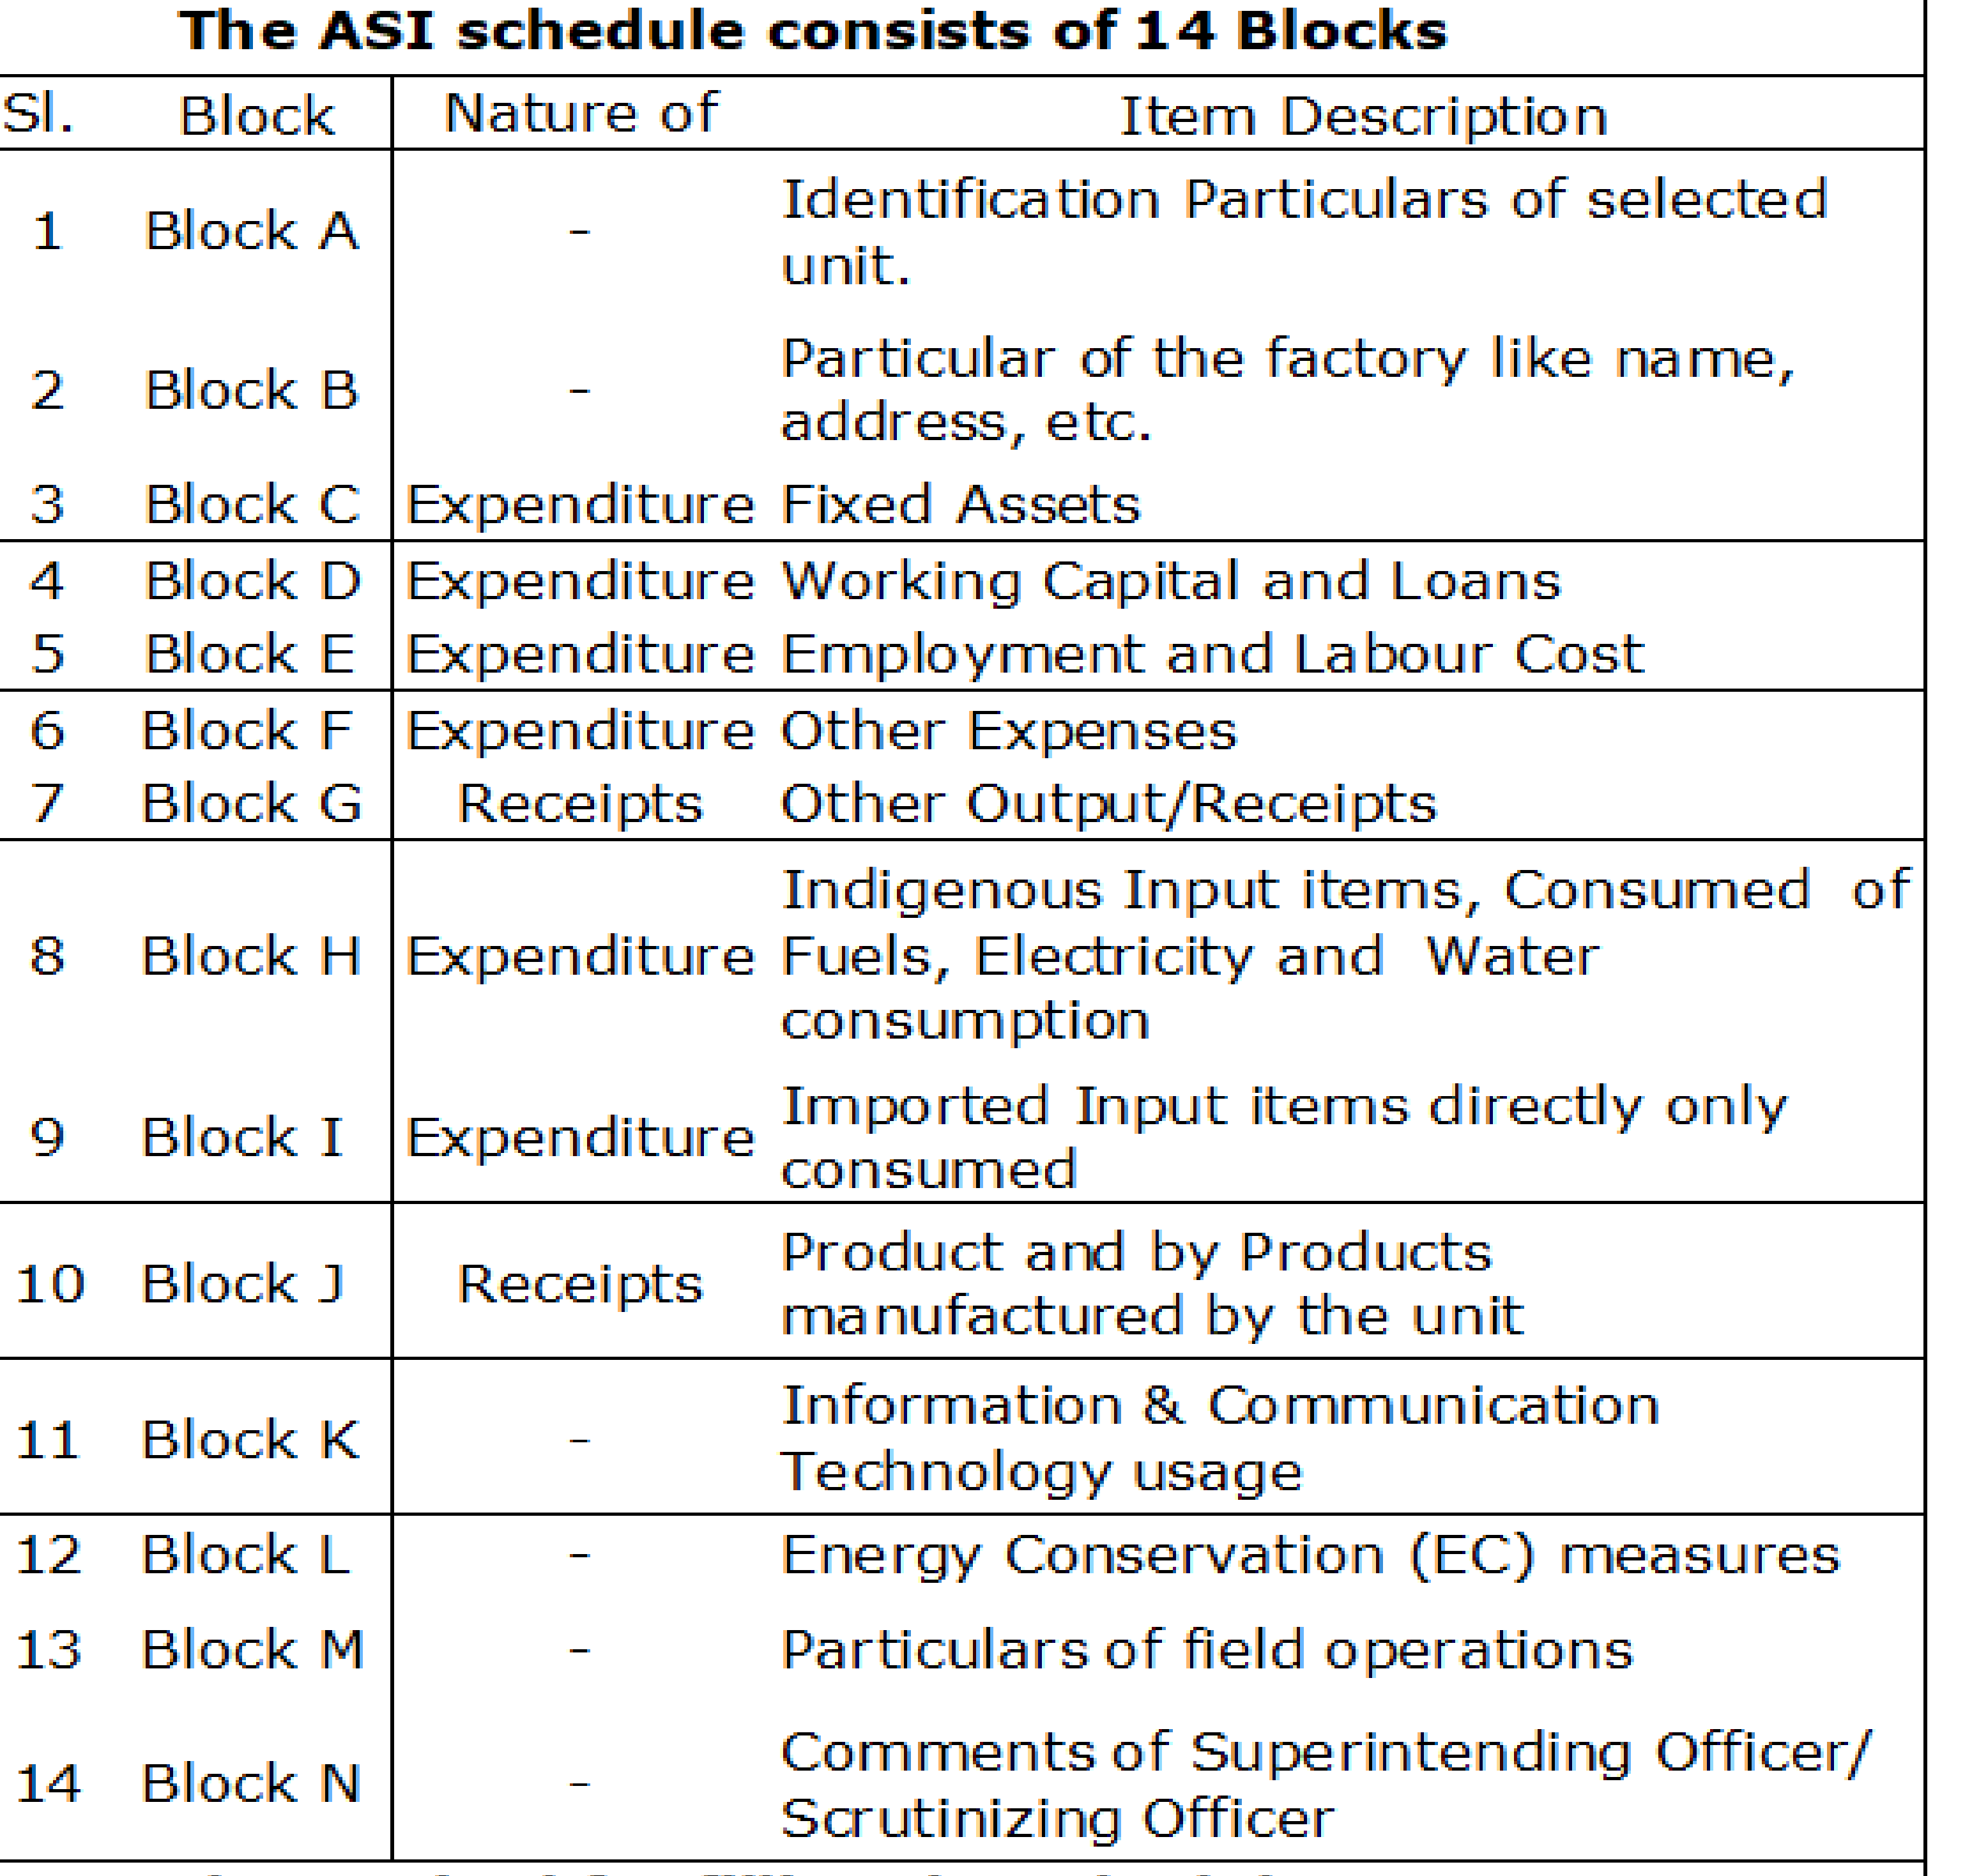 The ASI schedule consists of 14 Blocks
Sl. Block Nature of Item Description
1 Block A - Identification Particulars of selected
unit.
2 Block B - Particular of the factory like name,
address, etc.
3 Block C Expenditure Fixed Assets
4 Block D Expenditure Working Capital and Loans
5 Block E Expenditure Employment and Labour Cost
6 Block F Expenditure Other Expenses
7 Block G Receipts Other Output/Receipts
8 Block H Expenditure Indigenous Input items, Consumed of
Fuels, Electricity and Water
consumption
9 Block I Expenditure Imported Input items directly only
consumed
10 Block J Receipts Product and by Products
manufactured by the unit
11 Block K - Information & Communication
Technology usage
12 Block L - Energy Conservation (EC) measures
13 Block M - Particulars of field operations
14 Block N - Comments of Superintending Officer/
Scrutinizing Officer